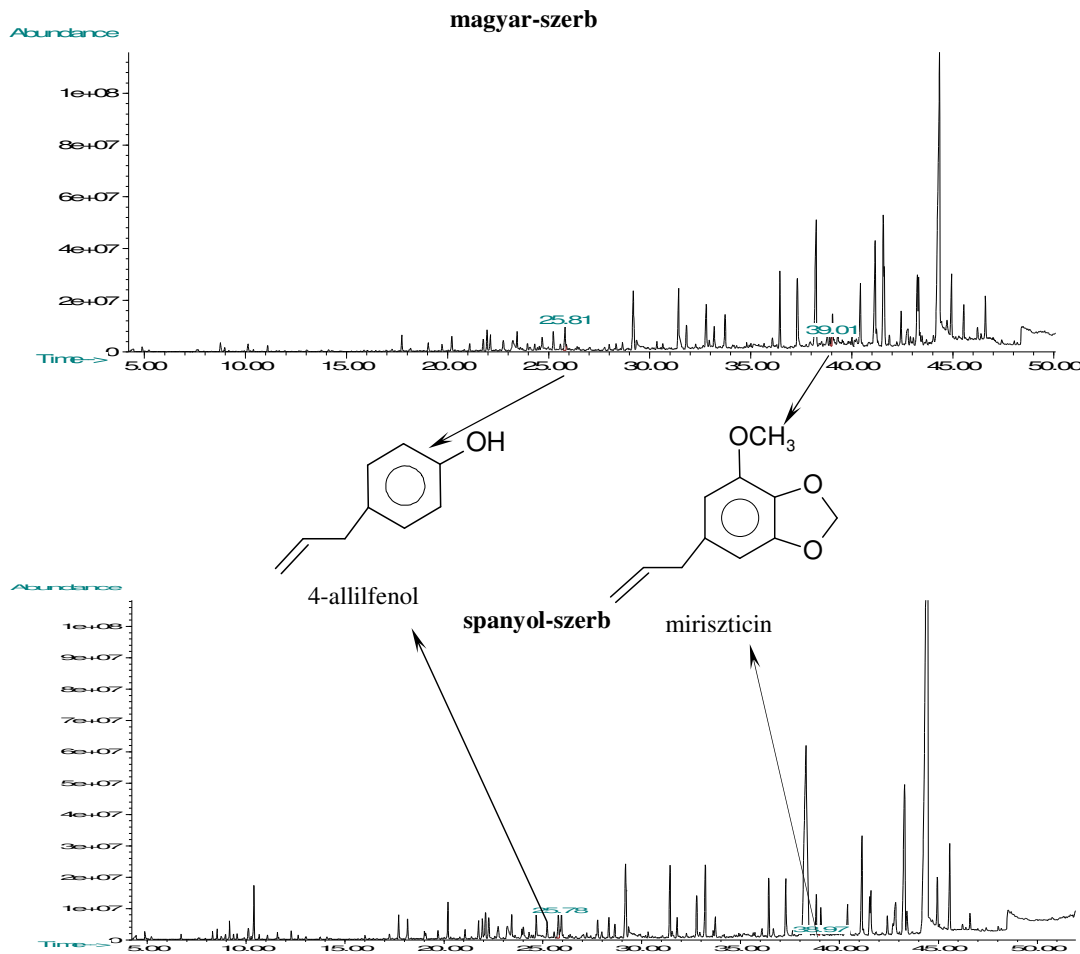 magyar-szerb
Abundance
1e+08
8e+07
6e+07
4e+07
2e+07
0
25.81
39.01
Time-->
5.00 10.00 15.00 20.00 25.00 30.00 35.00 40.00 45.00 50.00
OH
OCH3
O
O
4-allilfenol
Abundance
spanyol-szerb
mirisztícin
1e+08
9e+07
8e+07
7e+07
6e+07
5e+07
4e+07
3e+07
2e+07
1e+07
0
25.78
38.97
Time-->
10.00 15.00 20.00 25.00 30.00 35.00 40.00 45.00 50.00